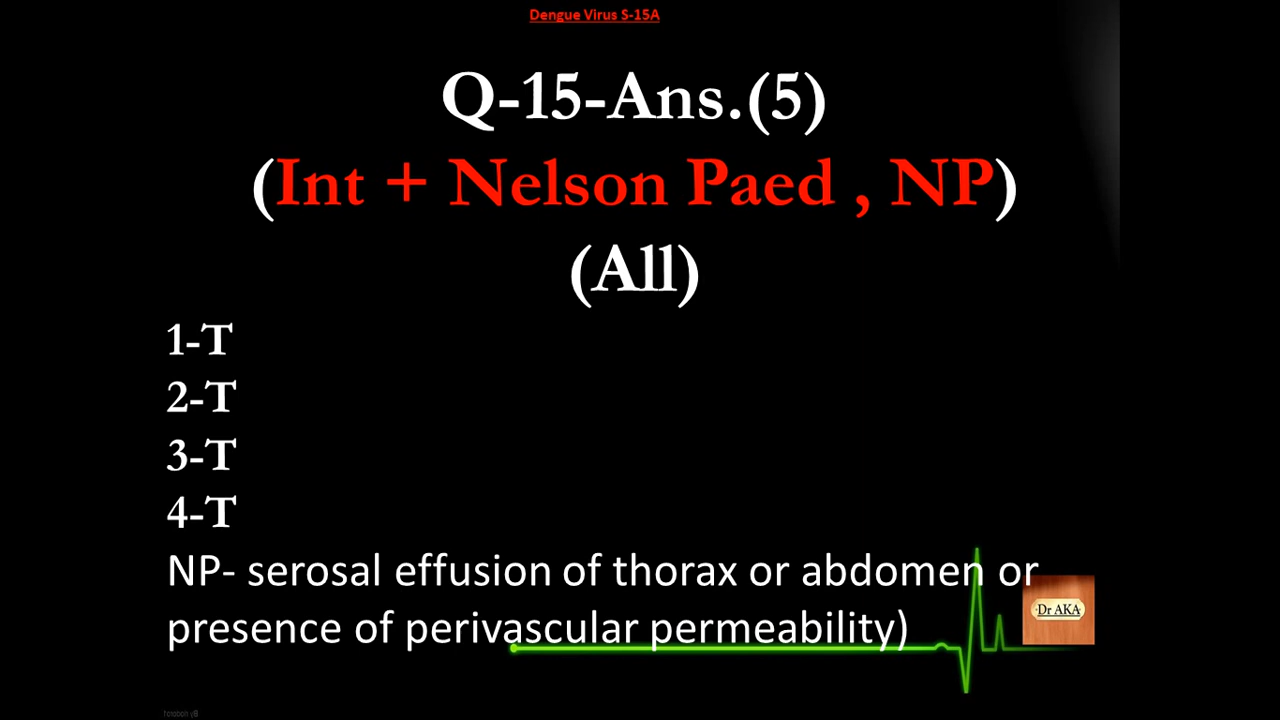 Dengue Virus S-15A
Q-15-Ans.(5)
(Int + Nelson Paed , NP)
(All)
1-T
2-T
3-T
4-T
NP- serosal effusion of thorax or abdomen or
presence of perivascular permeability)
Dr AKA